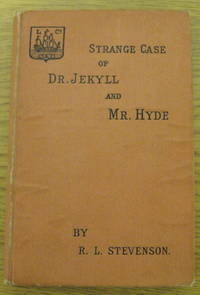 STRANGE CASE
OF
DR. JEKYLL
AND
MR. HYDE
BY
R. L. STEVENSON.